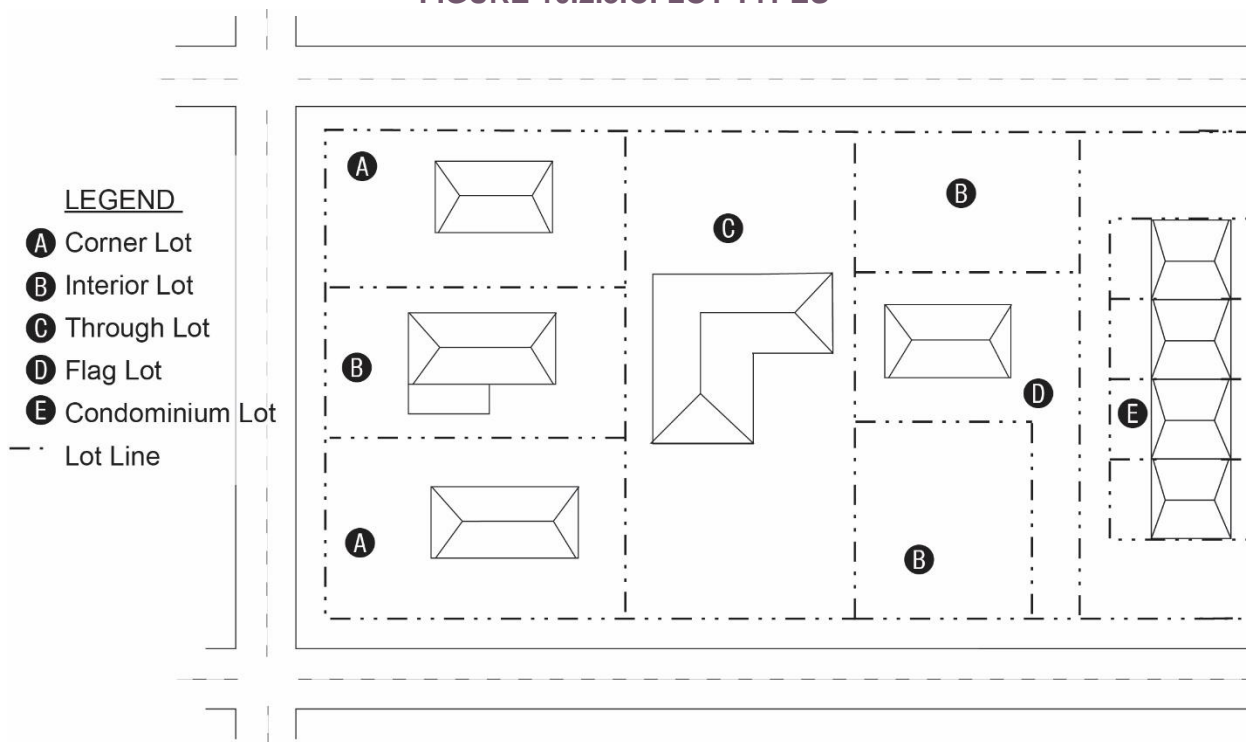 LEGEND
A Corner Lot
B Interior Lot
C Through Lot
D Flag Lot
E Condominium Lot
Lot Line
A
B
C
B
D
E
A
B